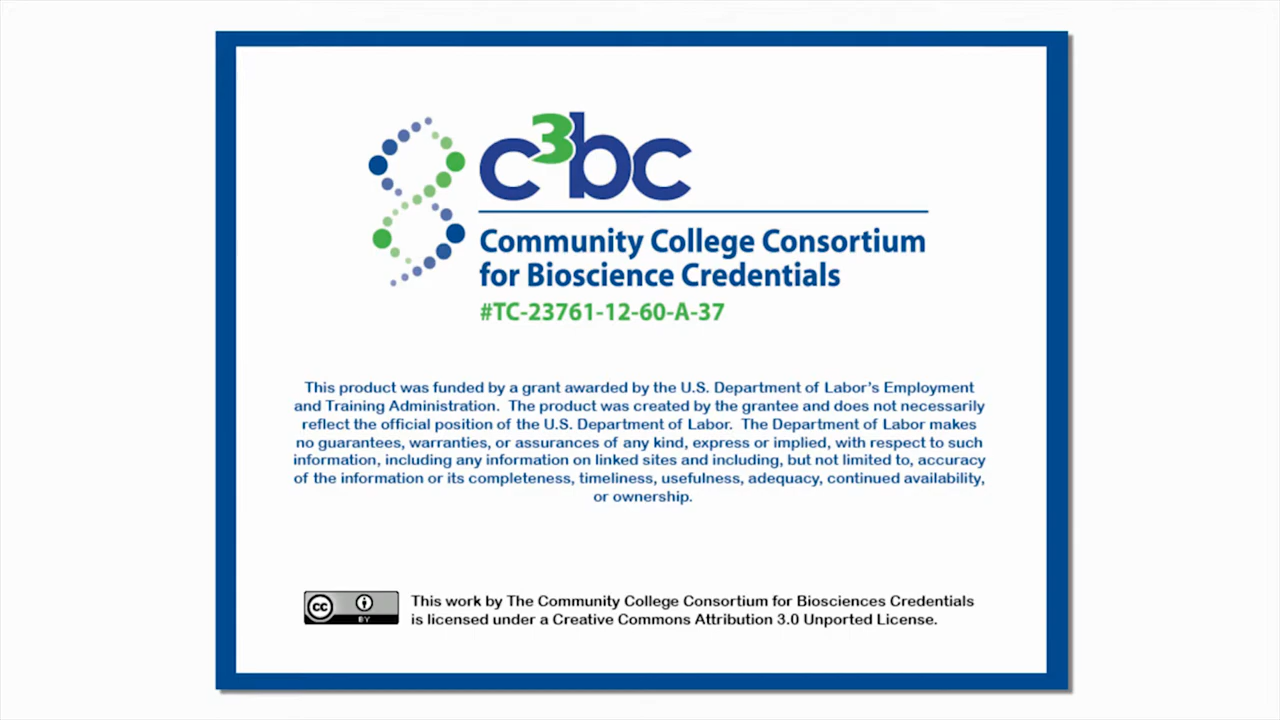 c3bc
Community College Consortium
for Bioscience Credentials
#TC-23761-12-60-A-37
This product was funded by a grant awarded by the U.S. Department of Labor’s Employment
and Training Administration.  The product was created by the grantee and does not necessarily
reflect the official position of the U.S. Department of Labor.  The Department of Labor makes
no guarantees, warranties, or assurances of any kind, express or implied, with respect to such
information, including any information on linked sites and including, but not limited to, accuracy
of the information or its completeness, timeliness, usefulness, adequacy, continued availability,
or ownership.
cc
BY
This work by The Community College Consortium for Biosciences Credentials
is licensed under a Creative Commons Attribution 3.0 Unported License.